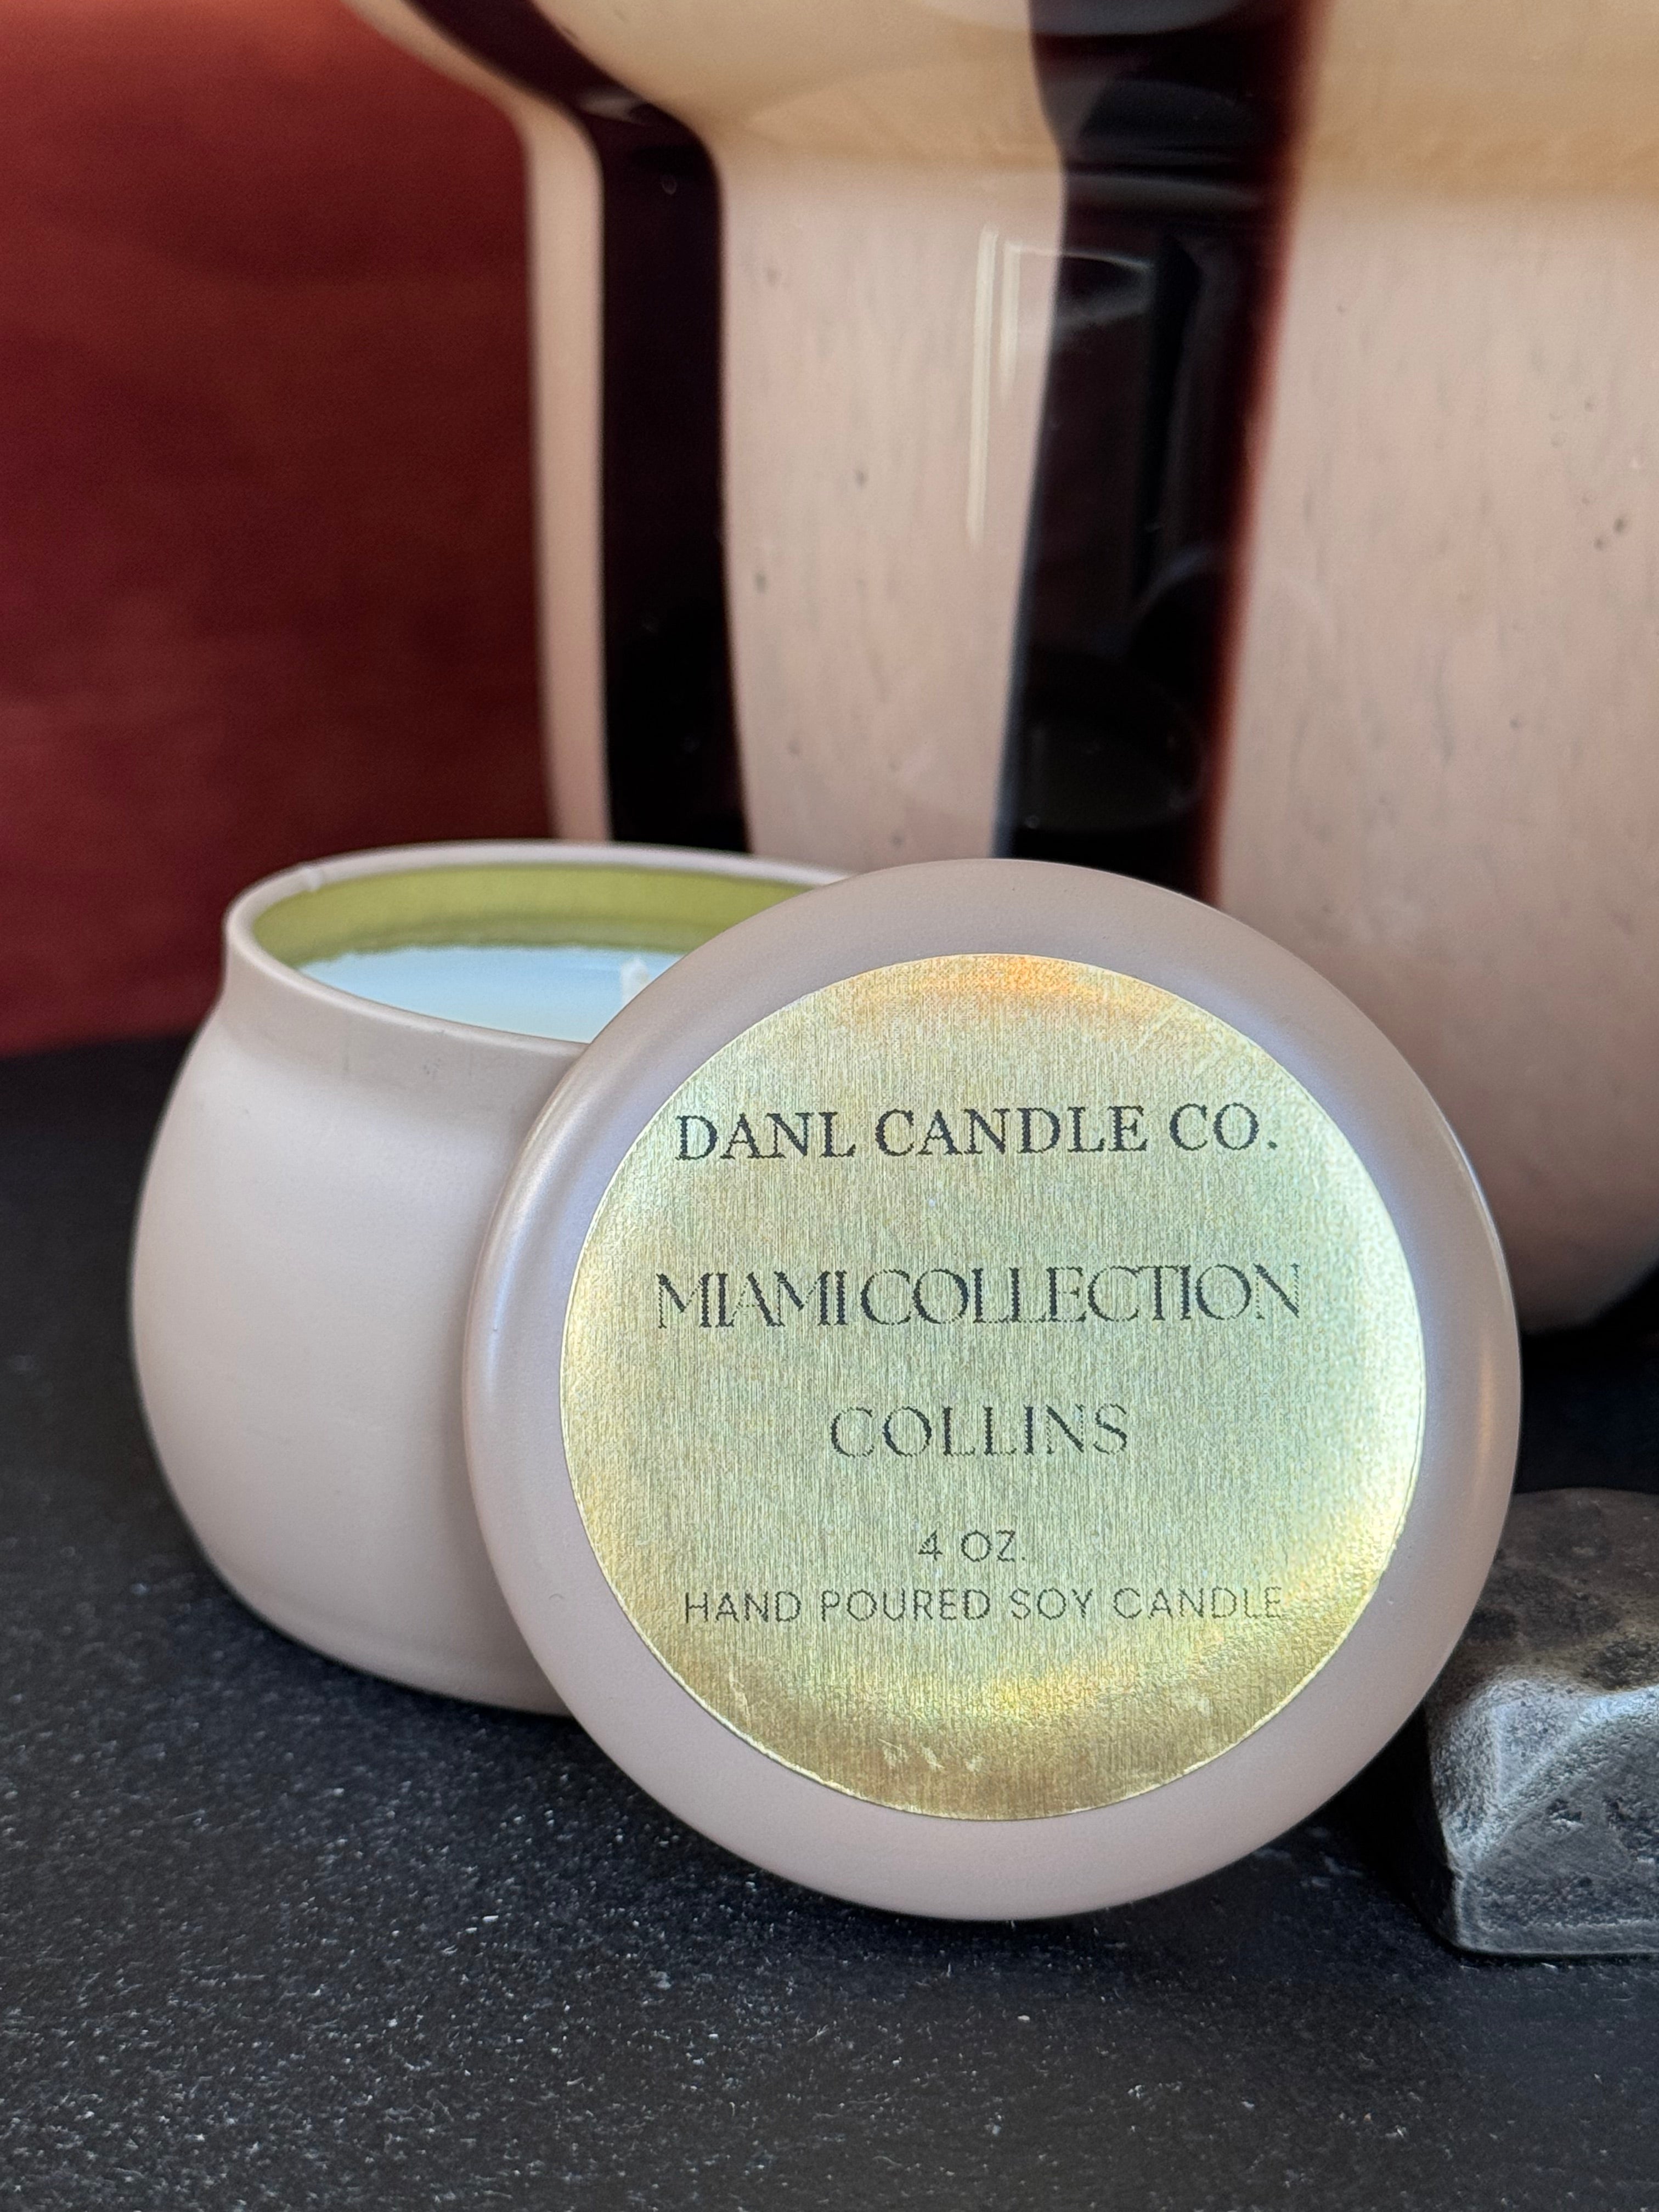 DANL CANDLE CO.
MIAMI COLLECTION
COLLINS
4 OZ.
HAND POURED SOY CANDLE